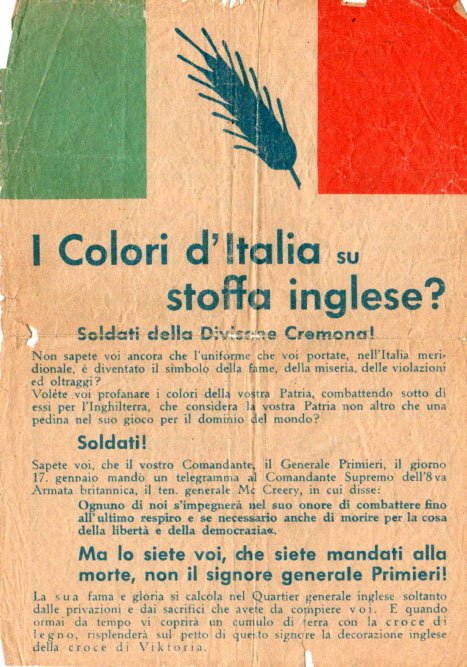 I Colori d'Italia su
stoffa inglese?
Soldati della Divisone Cremona!
Non sapete voi ancora che l'uniforme che voi portate, nell'Italia meri-
dionale, è diventato il simbolo della fame, della miseria, delle violazioni
ed oltraggi?
Volête voi profanare i colori della vostra Patria, combattendo sotto di
essi per l'Inghilterra, che considera la vostra Patria non altro che una
pedina nel suo gioco per il dominio del mondo?
Soldati!
Sapete voi, che il vostro Comandante, il Generale Primieri, il giorno
17. gennaio mandò un telegramma al Comandante Supremo dell'8va
Armata britannica, il ten. generale Mc Creery, in cui disse:
Ognuno di noi s'impegnerà nel suo onore di combattere fino
all'ultimo respiro e se necessario anche di morire per la cosa
della libertà e della democrazia«.
Ma lo siete voi, che siete mandati alla
morte, non il signore generale Primieri!
La sua fama e gloria si calcola nel Quartier generale inglese soltanto
dalle privazioni e dai sacrifici che avete da compiere voi. E quando
ormai da tempo vi coprirà un cumulo di terra con la croce di
legno, risplenderà sul petto di questo signore la decorazione inglese
della croce di Viktoria.